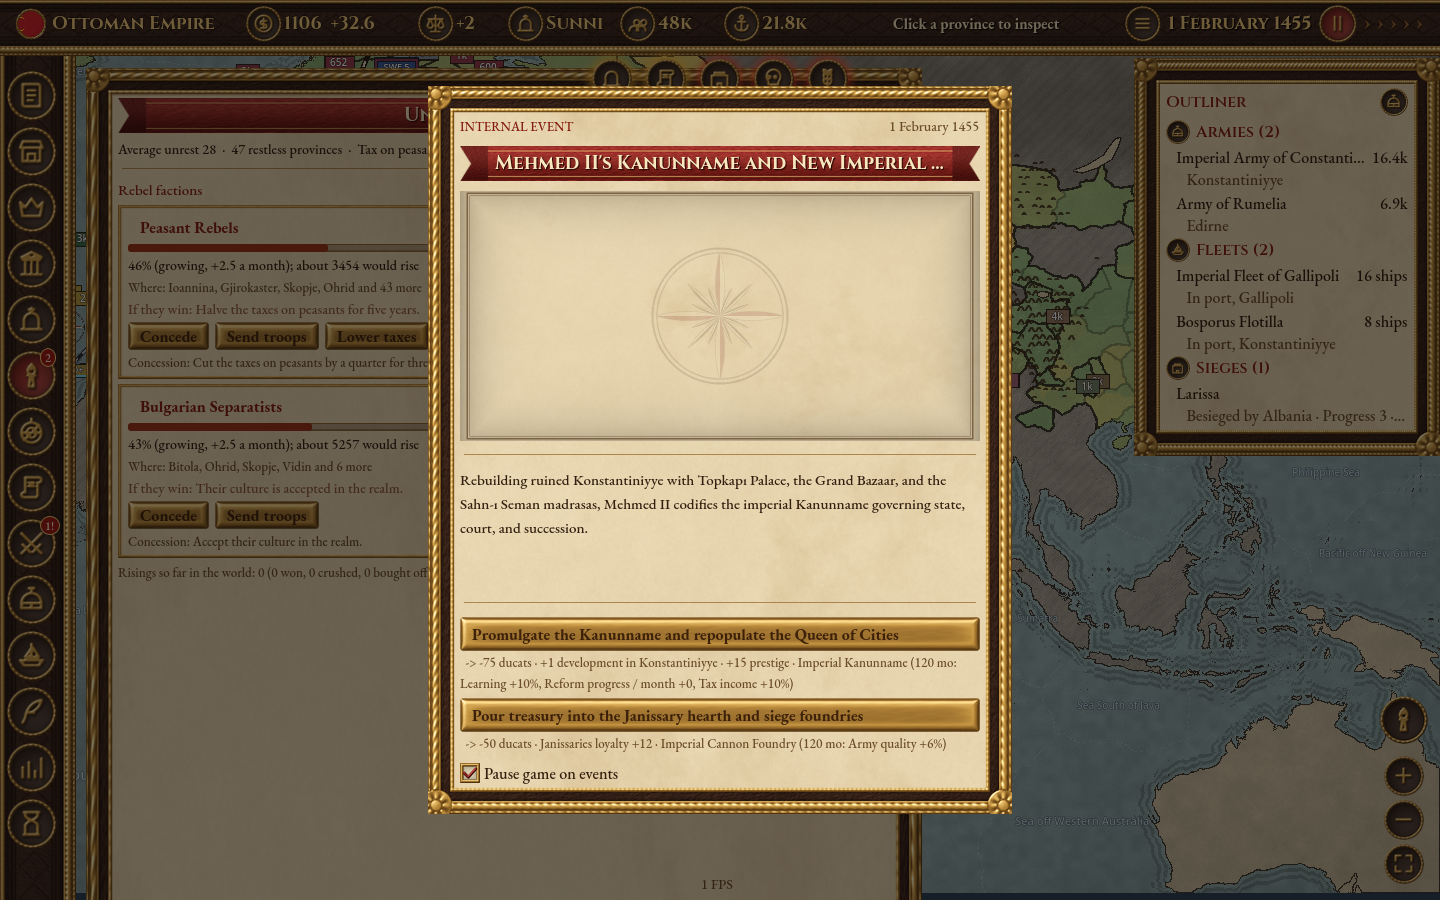 Ottoman Empire
1106 +32.6
+2
Sunni
48k
21.8k
Click a province to inspect
1 February 1455
652
SWE 5
600
Average unrest 28 · 47 restless provinces · Tax on peasa
Rebel factions
Peasant Rebels
46% (growing, +2.5 a month); about 3454 would rise
Where: Ioannina, Gjirokaster, Skopje, Ohrid and 43 more
If they win: Halve the taxes on peasants for five years.
Concede
Send troops
Lower taxes
Concession: Cut the taxes on peasants by a quarter for thre
Bulgarian Separatists
43% (growing, +2.5 a month); about 5257 would rise
Where: Bitola, Ohrid, Skopje, Vidin and 6 more
If they win: Their culture is accepted in the realm.
Concede
Send troops
Concession: Accept their culture in the realm.
Risings so far in the world: 0 (0 won, 0 crushed, 0 bought off
2
1!
INTERNAL EVENT
1 February 1455
Mehmed II's Kanunname and New Imperial ...
Rebuilding ruined Konstantiniyye with Topkapı Palace, the Grand Bazaar, and the
Sahn-ı Seman madrasas, Mehmed II codifies the imperial Kanunname governing state,
court, and succession.
Promulgate the Kanunname and repopulate the Queen of Cities
-> -75 ducats · +1 development in Konstantiniyye · +15 prestige · Imperial Kanunname (120 mo:
Learning +10%, Reform progress / month +0, Tax income +10%)
Pour treasury into the Janissary hearth and siege foundries
-> -50 ducats · Janissaries loyalty +12 · Imperial Cannon Foundry (120 mo: Army quality +6%)
Pause game on events
1 FPS
Outliner
Armies (2)
Imperial Army of Constanti... 16.4k
Konstantiniyye
Army of Rumelia 6.9k
Edirne
Fleets (2)
Imperial Fleet of Gallipoli 16 ships
In port, Gallipoli
Bosporus Flotilla 8 ships
In port, Konstantiniyye
Sieges (1)
Larissa
Besieged by Albania · Progress 3 ·...
4k
1k
Philippine Sea
Pacific off New Guinea
Sea south of Java
Sea off Western Australia